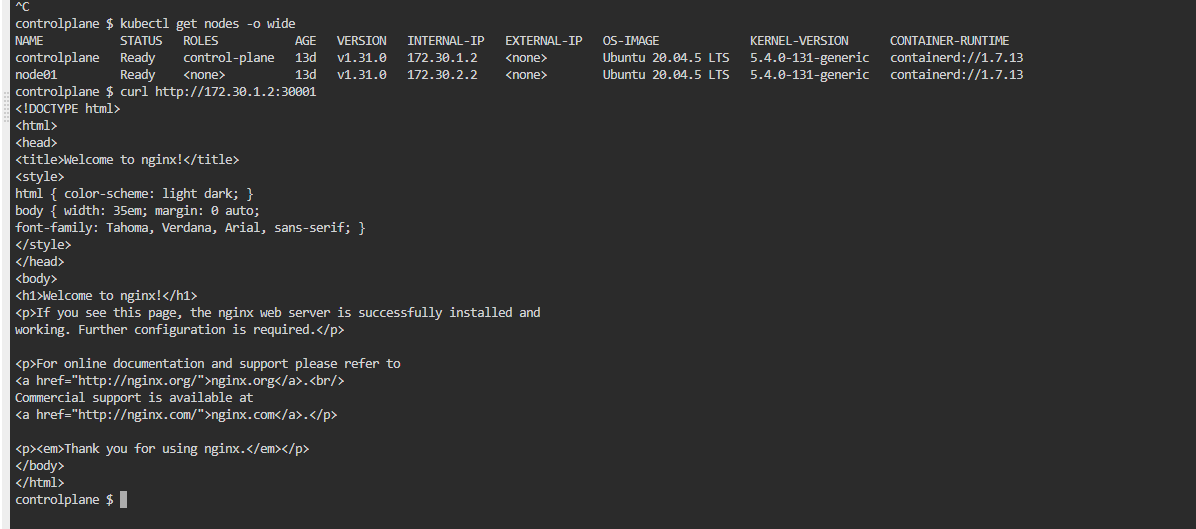 ^C
controlplane $ kubectl get nodes -o wide
NAME           STATUS   ROLES           AGE   VERSION   INTERNAL-IP   EXTERNAL-IP   OS-IMAGE             KERNEL-VERSION      CONTAINER-RUNTIME
controlplane   Ready    control-plane   13d   v1.31.0   172.30.1.2    <none>        Ubuntu 20.04.5 LTS   5.4.0-131-generic   containerd://1.7.13
node01         Ready    <none>          13d   v1.31.0   172.30.2.2    <none>        Ubuntu 20.04.5 LTS   5.4.0-131-generic   containerd://1.7.13
controlplane $ curl http://172.30.1.2:30001
<!DOCTYPE html>
<html>
<head>
<title>Welcome to nginx!</title>
<style>
html { color-scheme: light dark; }
body { width: 35em; margin: 0 auto;
font-family: Tahoma, Verdana, Arial, sans-serif; }
</style>
</head>
<body>
<h1>Welcome to nginx!</h1>
<p>If you see this page, the nginx web server is successfully installed and
working. Further configuration is required.</p>

<p>For online documentation and support please refer to
<a href="http://nginx.org/">nginx.org</a>.<br/>
Commercial support is available at
<a href="http://nginx.com/">nginx.com</a>.</p>

<p><em>Thank you for using nginx.</em></p>
</body>
</html>
controlplane $